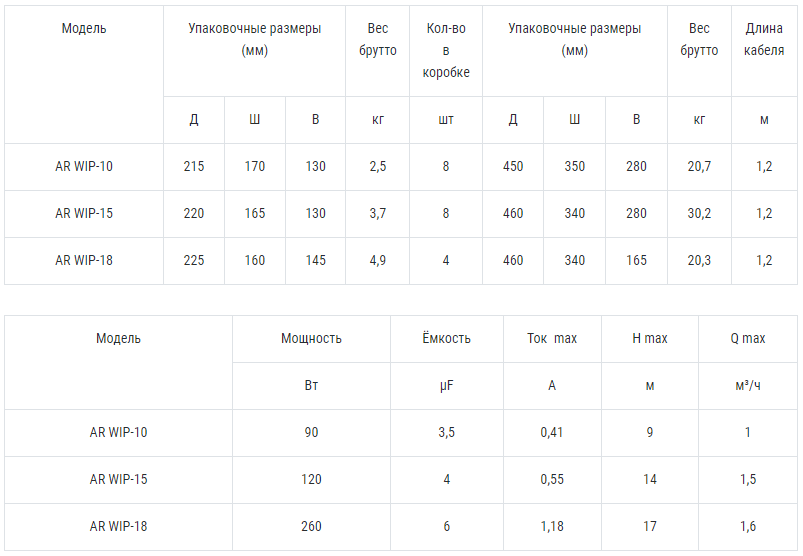 Модель Упаковочные размеры (мм) Вес брутто Кол-во в коробке Упаковочные размеры (мм) Вес брутто Длина кабеля
Д Ш В кг шт Д Ш В кг м
AR WIP-10 215 170 130 2,5 8 450 350 280 20,7 1,2
AR WIP-15 220 165 130 3,7 8 460 340 280 30,2 1,2
AR WIP-18 225 160 145 4,9 4 460 340 165 20,3 1,2
Модель Мощность Ёмкость Ток max H max Q max
Вт µF А м м³/ч
AR WIP-10 90 3,5 0,41 9 1
AR WIP-15 120 4 0,55 14 1,5
AR WIP-18 260 6 1,18 17 1,6